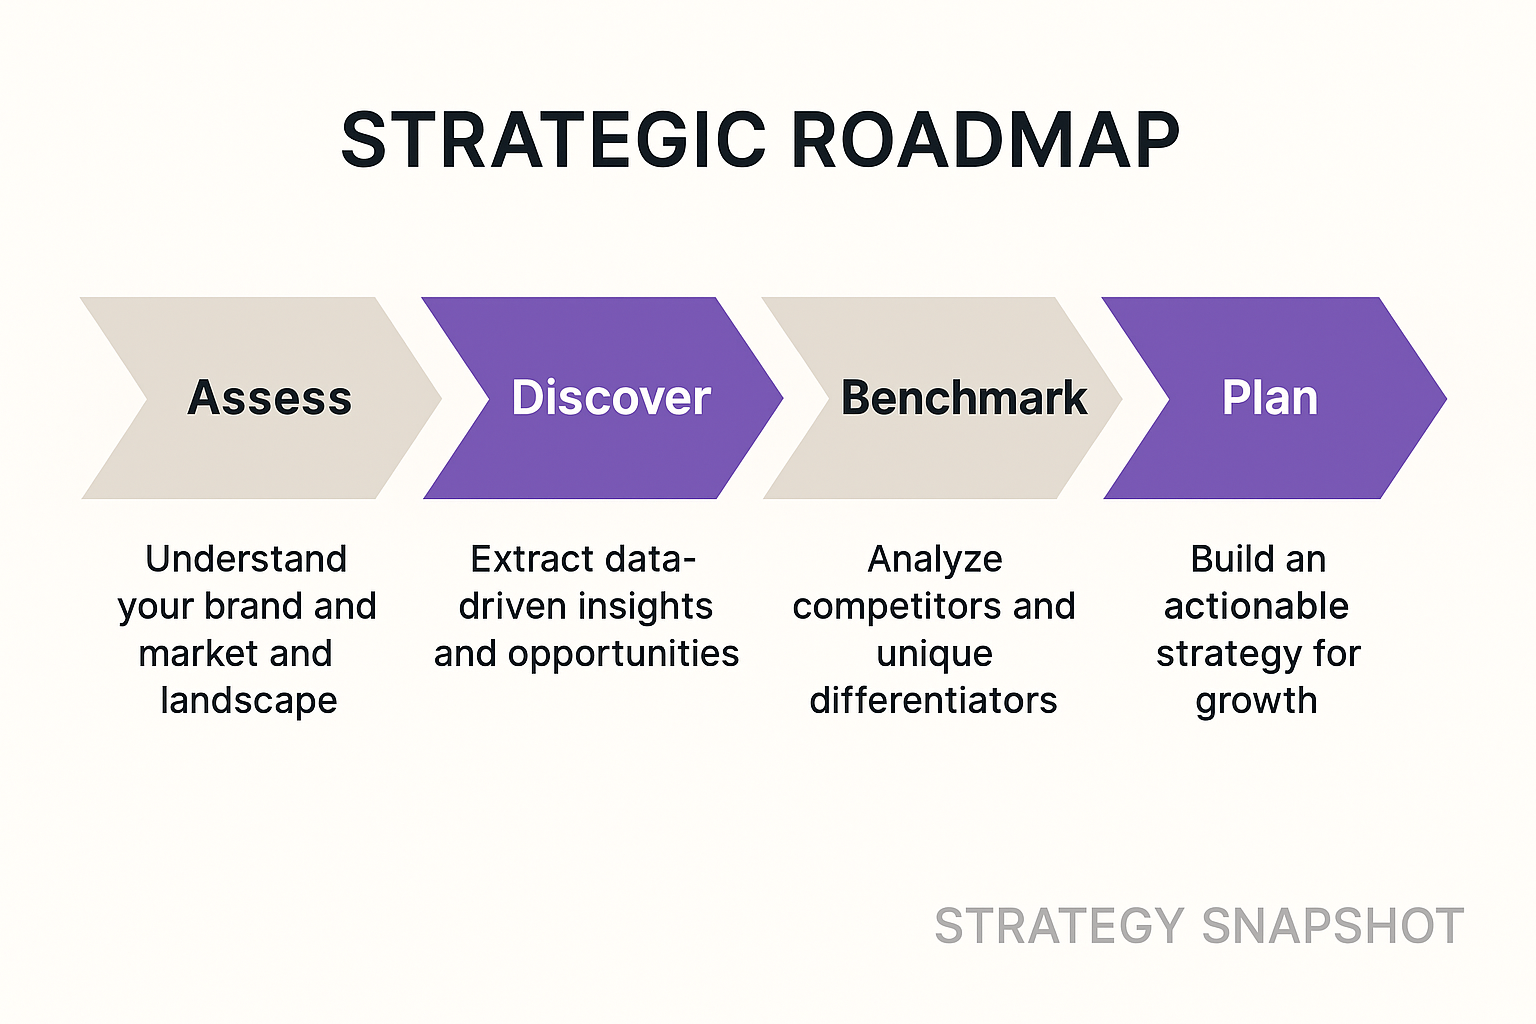 STRATEGIC ROADMAP
Assess
Understand
your brand and
market and
landscape
Discover
Extract data-
driven insights
and opportunities
Benchmark
Analyze
competitors and
unique
differentiators
Plan
Build an
actionable
strategy for
growth
STRATEGY SNAPSHOT